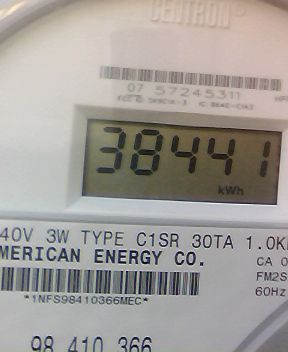 CENTRON®
07 57245311
38441
kWh
40V 3W TYPE C1SR 30TA 1.0K
MERICAN ENERGY CO.
CA 0
FM2S
60Hz
*1NFS98410366MEC*
98 410 366